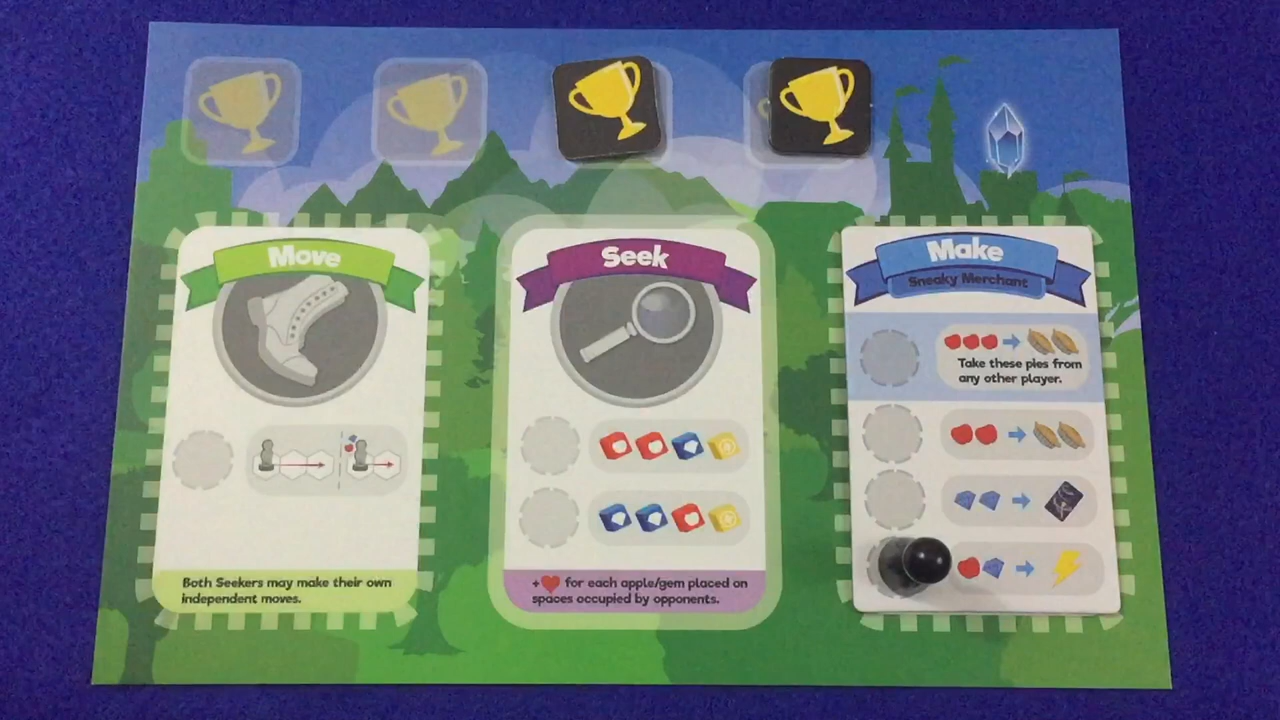 Move
Both Seekers may make their own
independent moves.
Seek
+ for each apple/gem placed on
spaces occupied by opponents.
Make
Sneaky Merchant
Take these pies from
any other player.